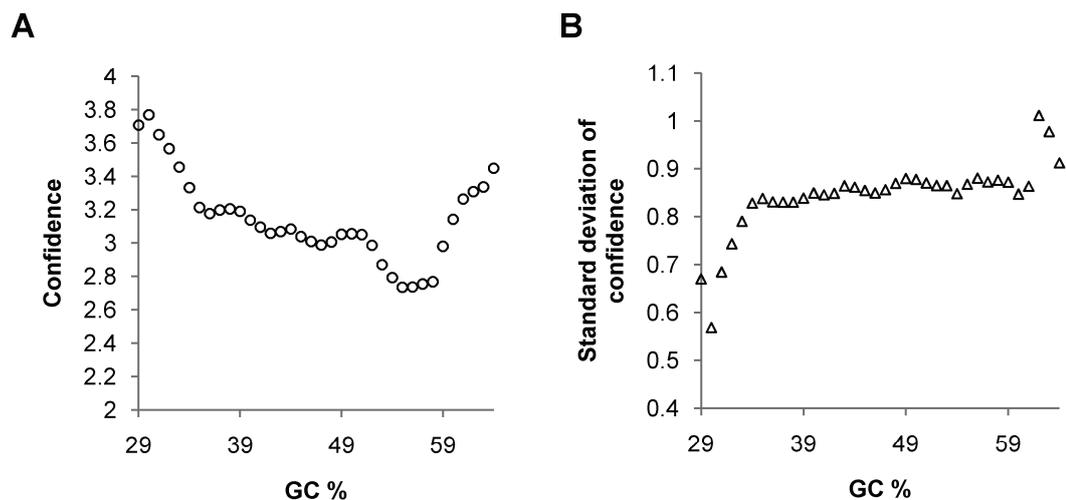 A
4
3.8
3.6
3.4
3.2
3
2.8
2.6
2.4
2.2
2
Confidence
29 39 49 59
GC %
B
1.1
1
0.9
0.8
0.7
0.6
0.5
0.4
Standard deviation of
confidence
29 39 49 59
GC %